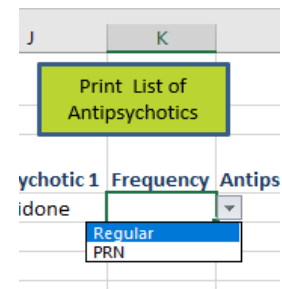 J K
Print List of
Antipsychotics
ychotic 1 Frequency Antips
idone
Regular
PRN